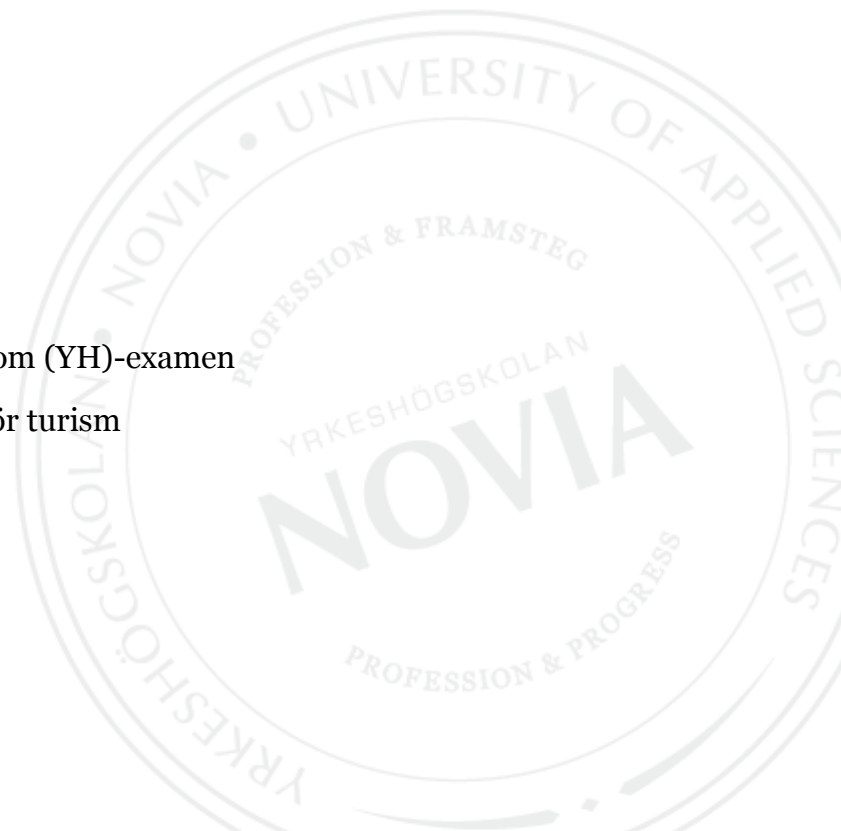 UNIVERSITY OF APPLIED SCIENCES
YRKESHÖGSKOLAN • NOVIA •
PROFESSION & FRAMSTEG
om (YH)-examen
ör turism
YRKESHÖGSKOLAN
NOVIA
PROFESSION & PROGRESS